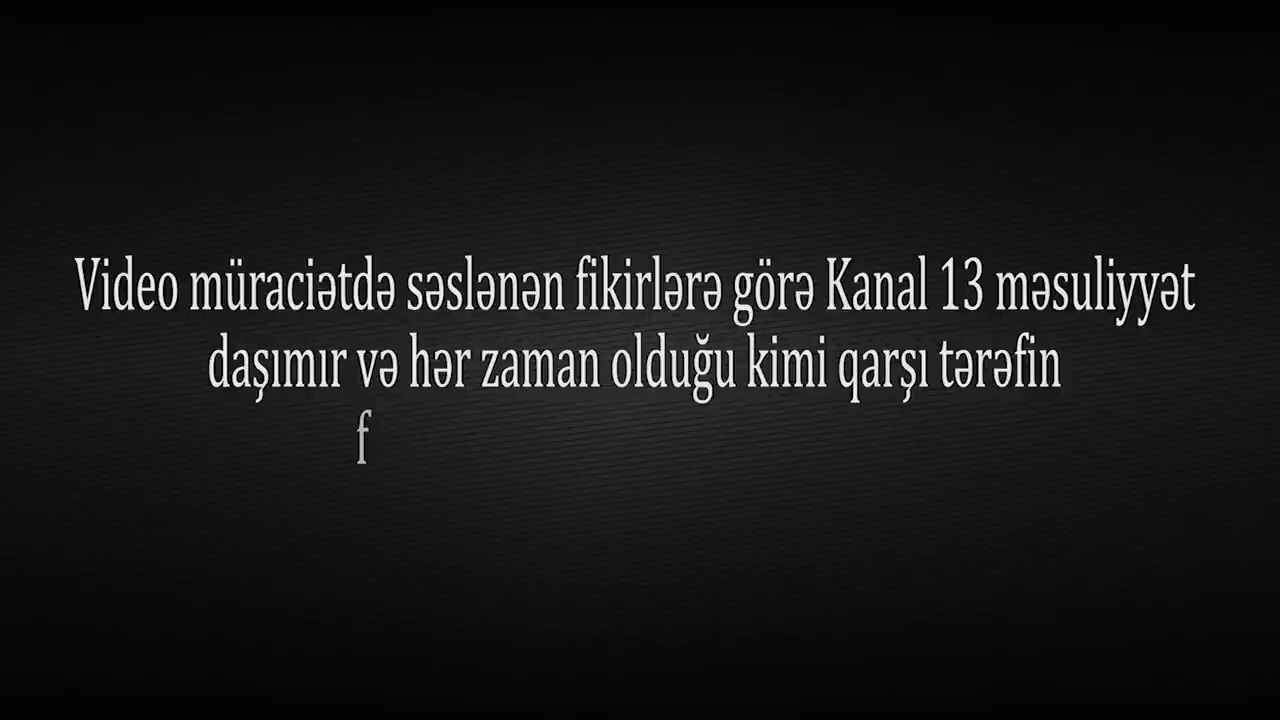 Video müraciətdə səslənən fikirlərə görə Kanal 13 məsuliyyət
daşımır və hər zaman olduğu kimi qarşı tərəfin
f